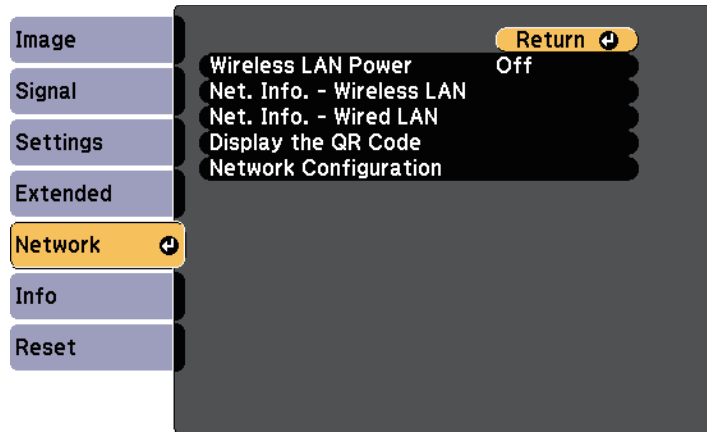 Image
Signal
Settings
Extended
Network
Info
Reset
Return
Wireless LAN Power Off
Net. Info. - Wireless LAN
Net. Info. - Wired LAN
Display the QR Code
Network Configuration